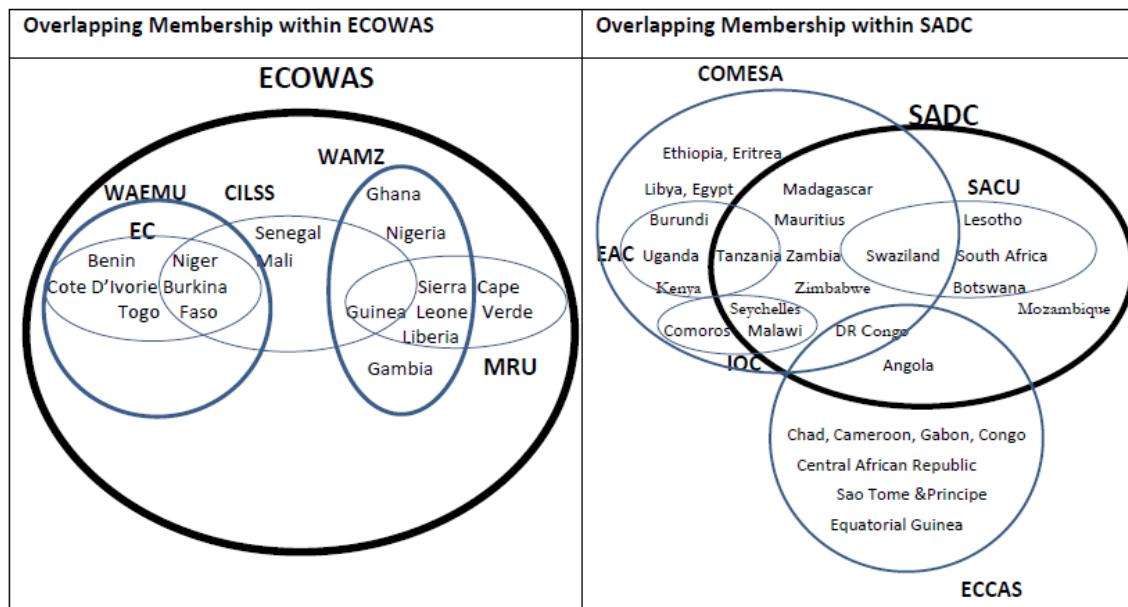 Overlapping Membership within ECOWAS
ECOWAS
WAMZ
WAEMU CILSS
Ghana
EC
Senegal
Nigeria
Benin Niger Mali
Cote D'Ivorie Burkina
Sierra Cape
Togo Faso
Guinea Leone Verde
Liberia
Gambia
MRU
Overlapping Membership within SADC
COMESA
SADC
Ethiopia, Eritrea
Libya, Egypt Madagascar
SACU
Burundi Mauritius Lesotho
EAC Uganda Tanzania Zambia Swaziland South Africa
Kenya Zimbabwe Botswana
Seychelles Mozambique
Comoros Malawi DR Congo
IOC
Angola
Chad, Cameroon, Gabon, Congo
Central African Republic
Sao Tome &Principe
Equatorial Guinea
ECCAS